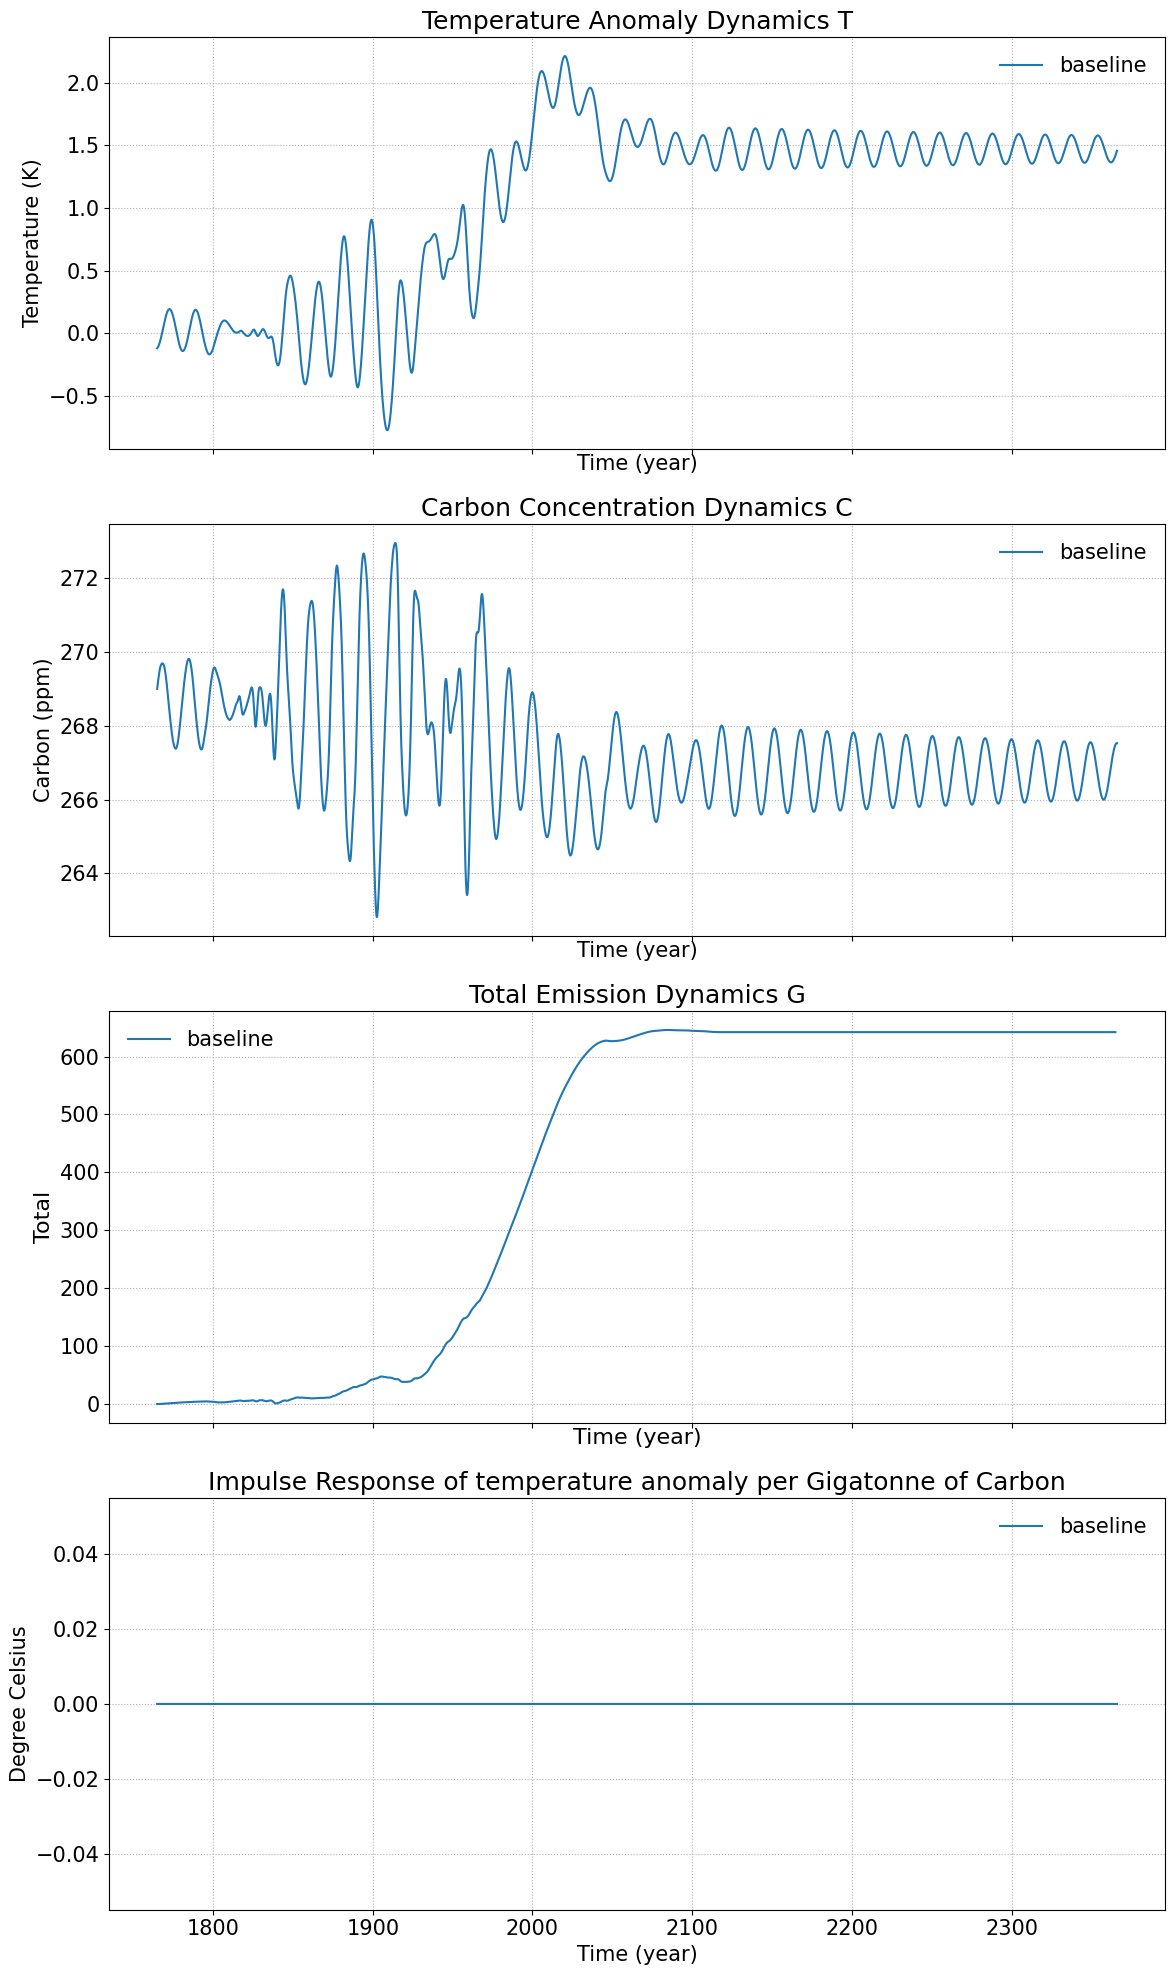 Temperature Anomaly Dynamics T
baseline
2.0
1.5
1.0
0.5
0.0
−0.5
Temperature (K)
Time (year)
Carbon Concentration Dynamics C
baseline
272
270
268
266
264
Carbon (ppm)
Time (year)
Total Emission Dynamics G
baseline
600
500
400
300
200
100
0
Total
Time (year)
Impulse Response of temperature anomaly per Gigatonne of Carbon
baseline
0.04
0.02
0.00
−0.02
−0.04
Degree Celsius
1800 1900 2000 2100 2200 2300
Time (year)